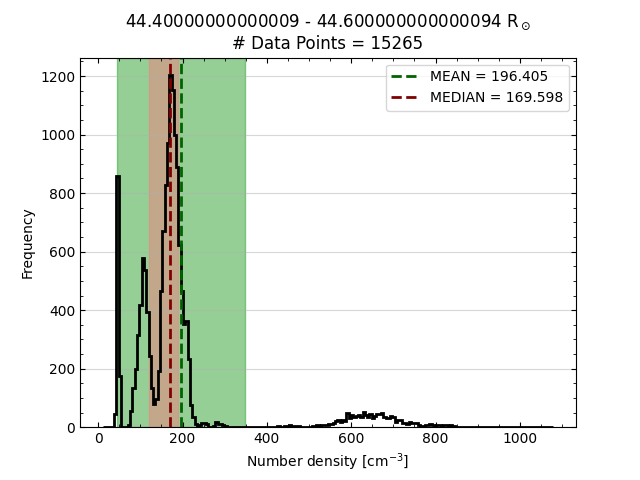 44.40000000000009 - 44.600000000000094 R⊙
# Data Points = 15265
MEAN = 196.405
MEDIAN = 169.598
1200
1000
800
600
400
200
0
Frequency
0 200 400 600 800 1000
Number density [cm⁻³]